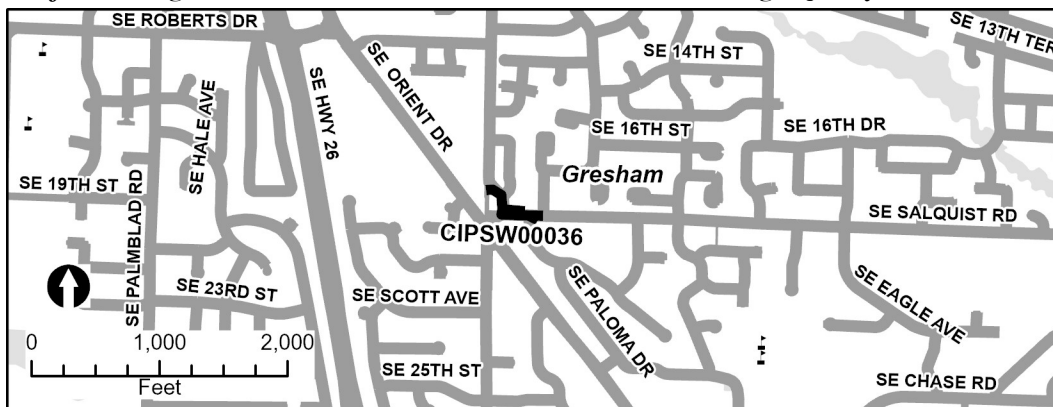 SE ROBERTS DR
SE 13TH TER
SE 14TH ST
SE ORIENT DR
SE HWY 26
SE HALE AVE
SE 16TH ST
SE 16TH DR
Gresham
SE 19TH ST
SE PALMBLAD RD
SE SALQUIST RD
CIPSW00036
SE 23RD ST
SE SCOTT AVE
SE PALOMA DR
SE EAGLE AVE
0 1,000 2,000
Feet
SE 25TH ST
SE CHASE RD